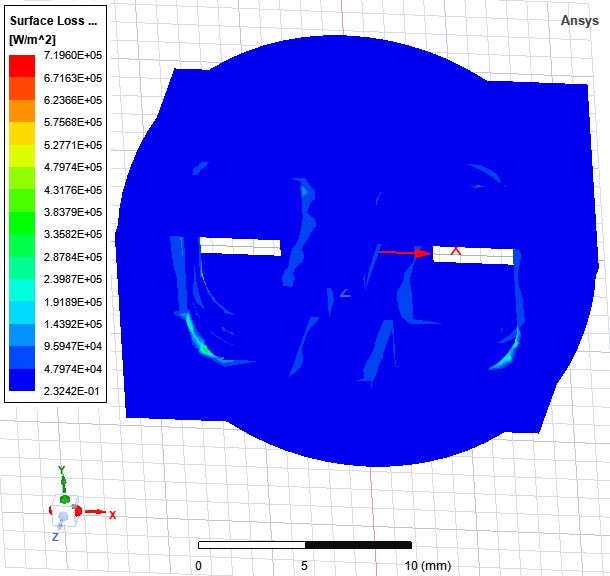 Surface Loss ...
[W/m^2]
Ansys
7.1960E+05
6.7163E+05
6.2366E+05
5.7568E+05
5.2771E+05
4.7974E+05
4.3176E+05
3.8379E+05
3.3582E+05
2.8784E+05
2.3987E+05
1.9189E+05
1.4392E+05
9.5947E+04
4.7974E+04
2.3242E-01
X
Z
Y
X
Z
0
5
10 (mm)